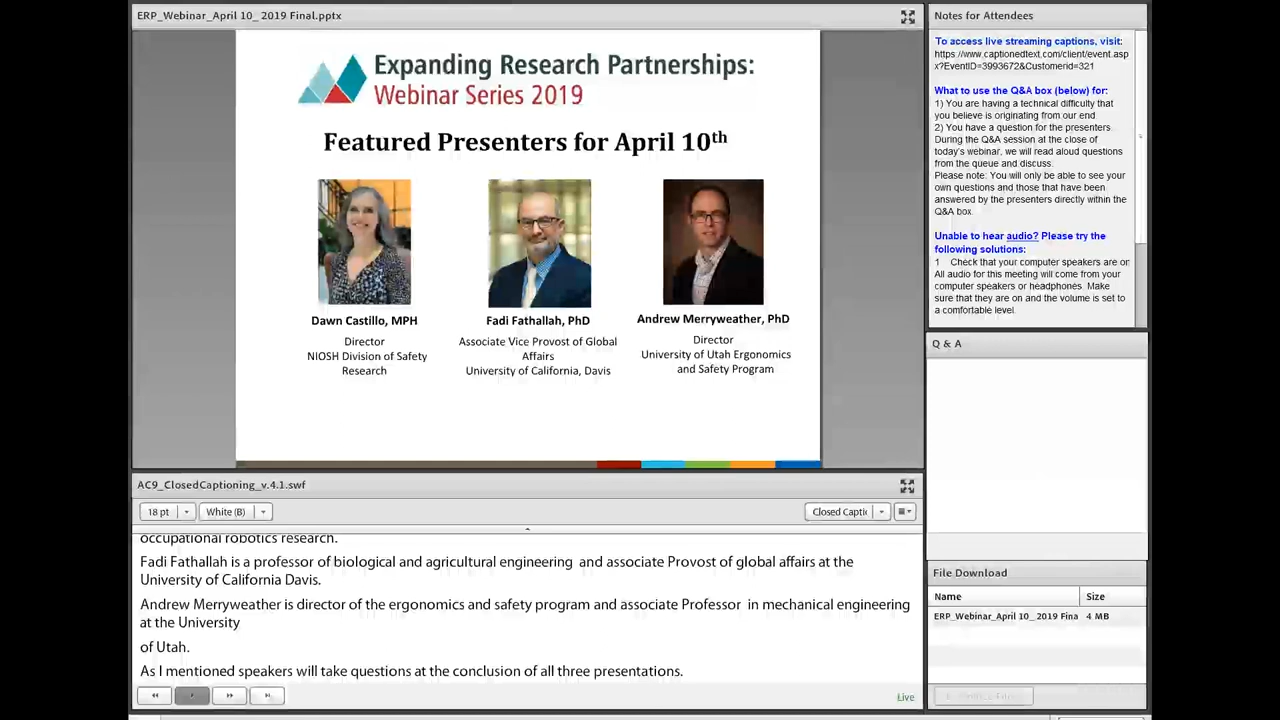 ERP_Webinar_April 10_ 2019 Final.pptx
Expanding Research Partnerships:
Webinar Series 2019
Featured Presenters for April 10th
Dawn Castillo, MPH
Director
NIOSH Division of Safety
Research
Fadi Fathallah, PhD
Associate Vice Provost of Global
Affairs
University of California, Davis
Andrew Merryweather, PhD
Director
University of Utah Ergonomics
and Safety Program
AC9_ClosedCaptioning_v.4.1.swf
18 pt
White (B)
Closed Capti
occupational robotics research.
Fadi Fathallah is a professor of biological and agricultural engineering  and associate Provost of global affairs at the
University of California Davis.
Andrew Merryweather is director of the ergonomics and safety program and associate Professor  in mechanical engineering
at the University
of Utah.
As I mentioned speakers will take questions at the conclusion of all three presentations.
Live
Notes for Attendees
To access live streaming captions, visit:
https://www.captionedtext.com/client/event.asp
x?EventID=3993672&Customerid=321
What to use the Q&A box (below) for:
1) You are having a technical difficulty that
you believe is originating from our end
2) You have a question for the presenters.
During the Q&A session at the close of
today's webinar, we will read aloud questions
from the queue and discuss.
Please note: You will only be able to see your
own questions and those that have been
answered by the presenters directly within the
Q&A box.
Unable to hear audio? Please try the
following solutions:
1    Check that your computer speakers are on
All audio for this meeting will come from your
computer speakers or headphones. Make
sure that they are on and the volume is set to
a comfortable level.
Q & A
File Download
Name
Size
ERP_Webinar_April 10_ 2019 Fina
4 MB